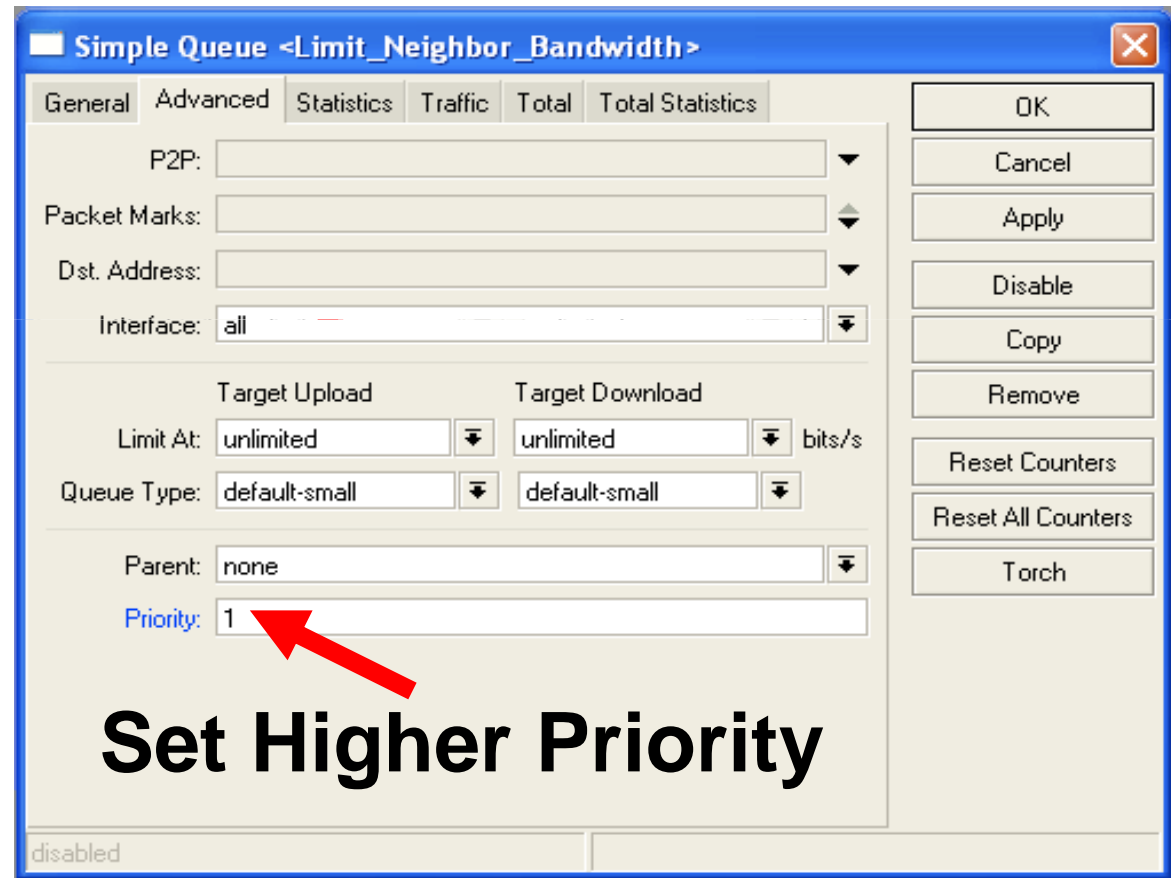 Simple Queue <Limit_Neighbor_Bandwidth>
General Advanced Statistics Traffic Total Total Statistics
OK
P2P:
Cancel
Packet Marks:
Apply
Dst. Address:
Disable
Interface: all
Copy
Target Upload Target Download
Remove
Limit At: unlimited unlimited bits/s
Reset Counters
Queue Type: default-small default-small
Reset All Counters
Parent: none
Torch
Priority: 1
Set Higher Priority
disabled